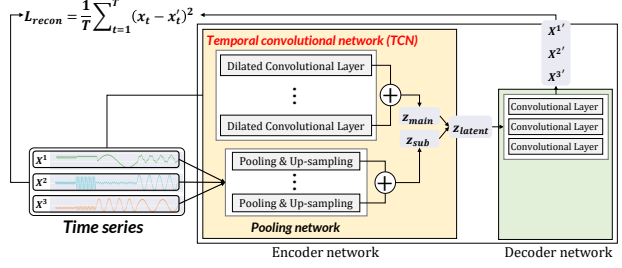 L_recon = 1/T ∑_{t=1}^{T} (x_t − x′_t)²
X^{1′}
X^{2′}
X^{3′}
Temporal convolutional network (TCN)
Dilated Convolutional Layer
⋮
Dilated Convolutional Layer
+
z_main
z_sub
z_latent
Convolutional Layer
Convolutional Layer
Convolutional Layer
X^1
X^2
X^3
Time series
Pooling & Up-sampling
⋮
Pooling & Up-sampling
+
Pooling network
Encoder network
Decoder network